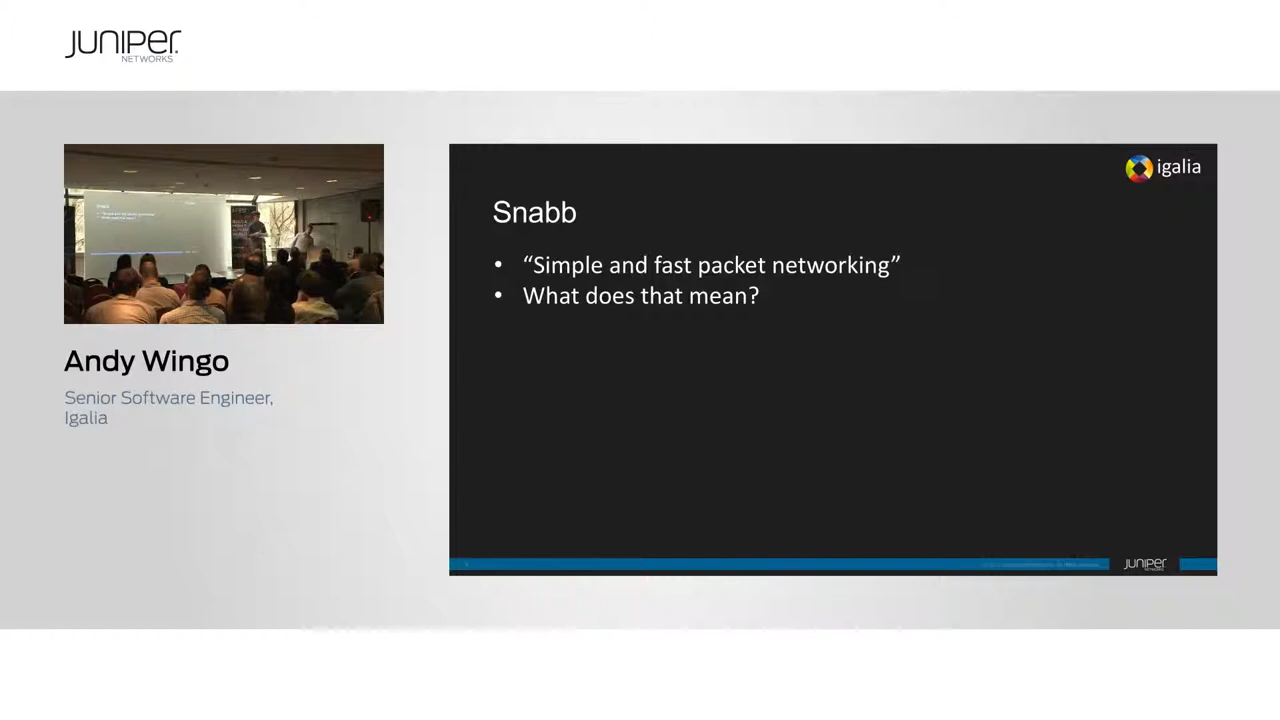 JUNIPER
NETWORKS
igalia
Snabb
• “Simple and fast packet networking”
• What does that mean?
Andy Wingo
Senior Software Engineer,
Igalia
JUNIPER
NETWORKS